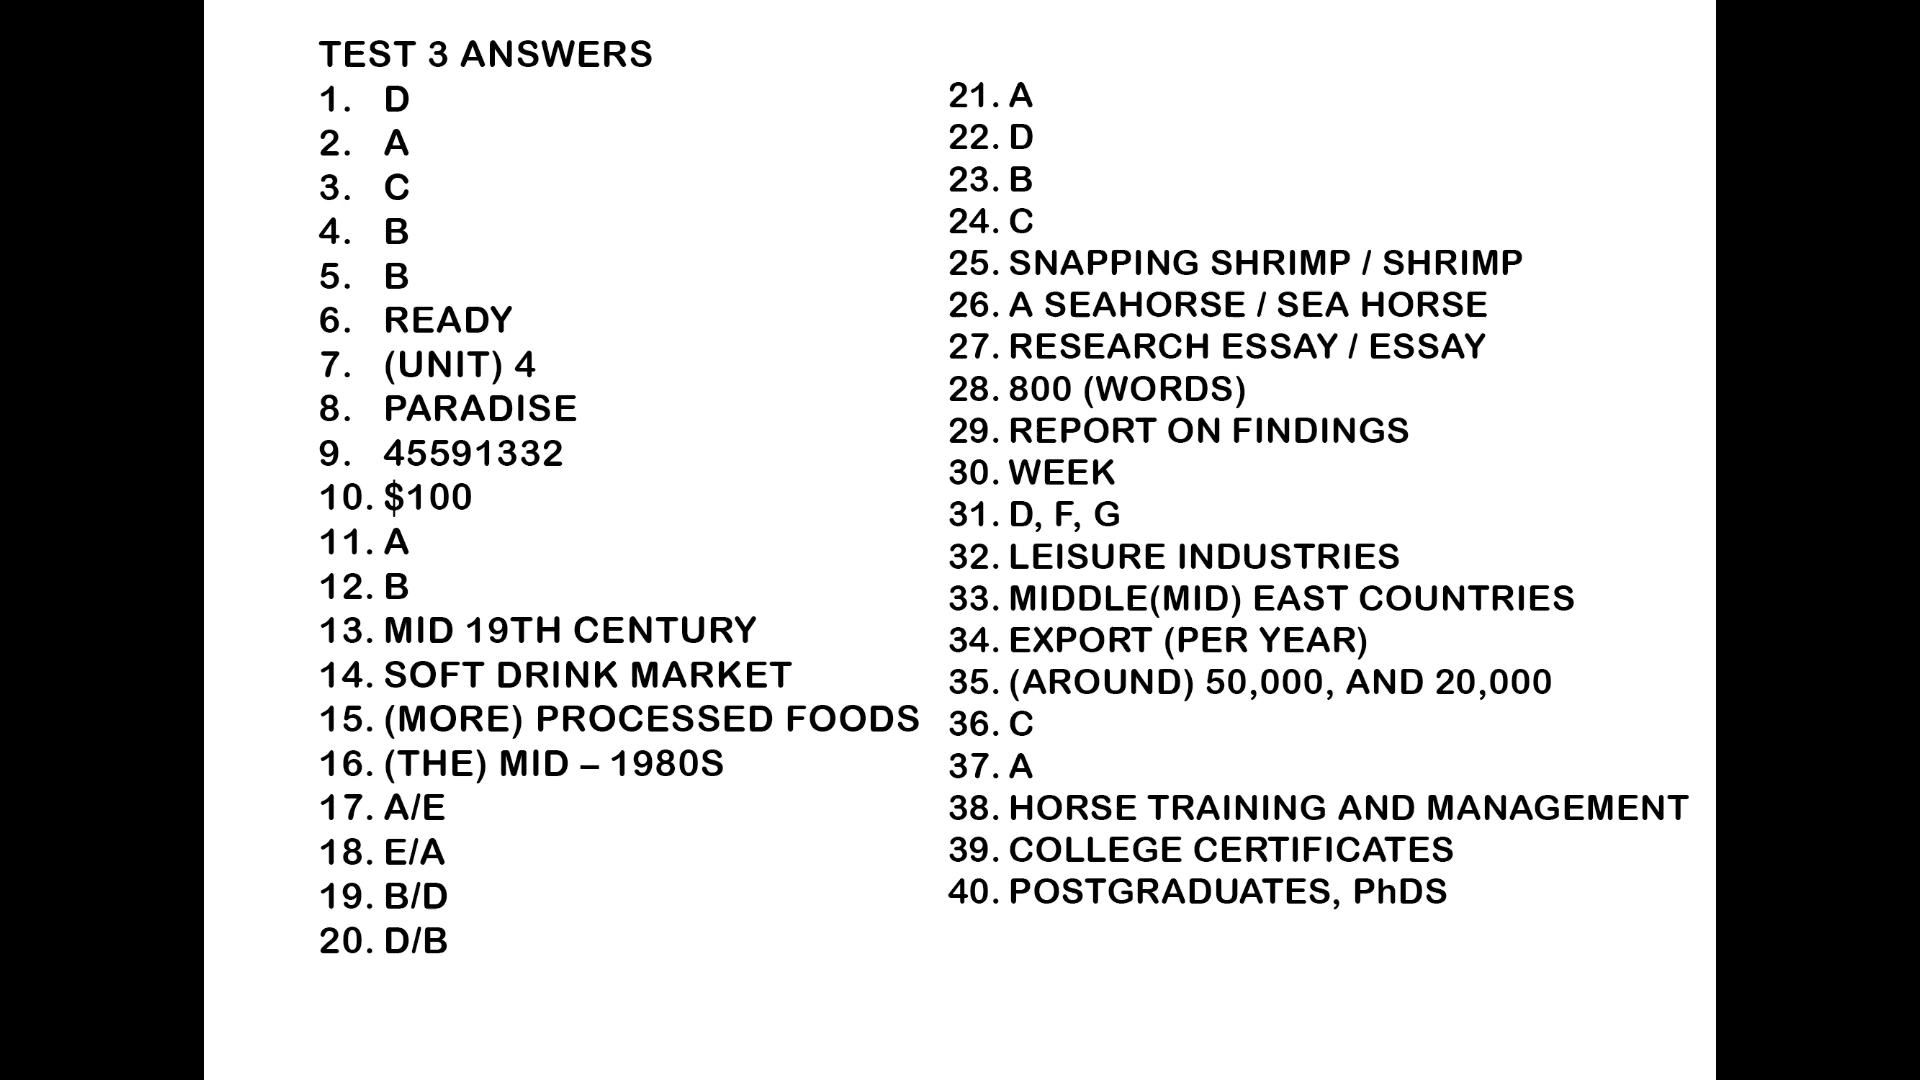 TEST 3 ANSWERS
1. D
2. A
3. C
4. B
5. B
6. READY
7. (UNIT) 4
8. PARADISE
9. 45591332
10. $100
11. A
12. B
13. MID 19TH CENTURY
14. SOFT DRINK MARKET
15. (MORE) PROCESSED FOODS
16. (THE) MID – 1980S
17. A/E
18. E/A
19. B/D
20. D/B
21. A
22. D
23. B
24. C
25. SNAPPING SHRIMP / SHRIMP
26. A SEAHORSE / SEA HORSE
27. RESEARCH ESSAY / ESSAY
28. 800 (WORDS)
29. REPORT ON FINDINGS
30. WEEK
31. D, F, G
32. LEISURE INDUSTRIES
33. MIDDLE(MID) EAST COUNTRIES
34. EXPORT (PER YEAR)
35. (AROUND) 50,000, AND 20,000
36. C
37. A
38. HORSE TRAINING AND MANAGEMENT
39. COLLEGE CERTIFICATES
40. POSTGRADUATES, PhDS